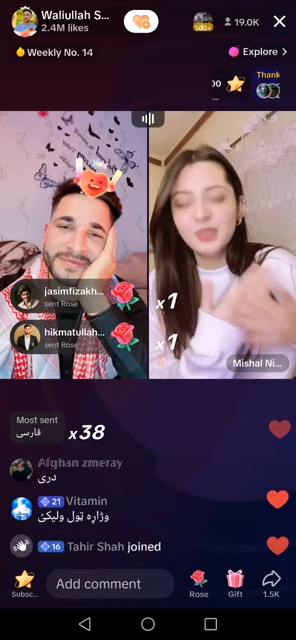 Waliullah S...
2.4M likes
500+
19.0K
Weekly No. 14
Explore >
Thank
jasimfizakh...
sent Rose
x1
hikmatullah...
sent Rose
x1
Mishal Ni...
Most sent
فارسی
x38
Afghan zmeray
دری
21 Vitamin
وژاړه ټول ولیکئ
16 Tahir Shah joined
Subsc...
Add comment
Rose
Gift
1.5K